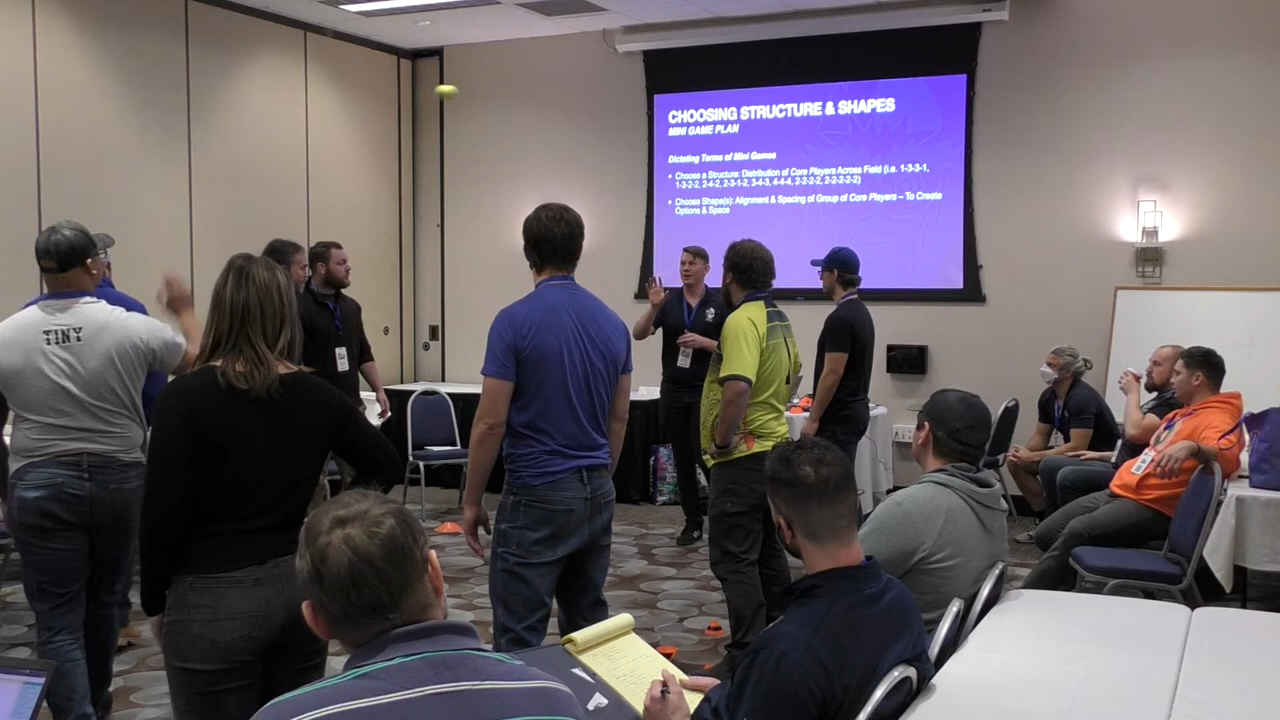 CHOOSING STRUCTURE & SHAPES
MINI GAME PLAN
Dictating Terms of Mini Games
• Choose a Structure: Distribution of Core Players Across Field (i.e. 1-3-3-1,
1-3-2-2, 2-4-2, 2-3-1-2, 3-4-3, 4-4-4, 2-2-2-2, 2-2-2-2-2)
• Choose Shape(s): Alignment & Spacing of Group of Core Players – To Create
Options & Space
TINY